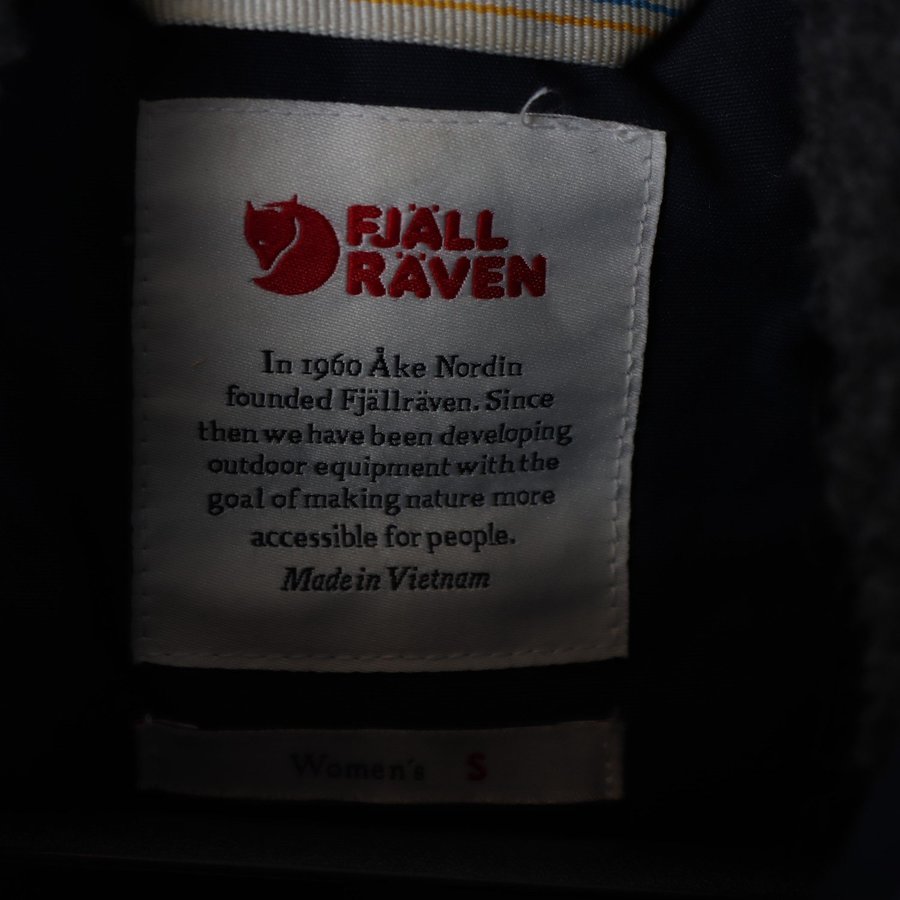 FJÄLL
RÄVEN
In 1960 Åke Nordin
founded Fjällräven. Since
then we have been developing
outdoor equipment with the
goal of making nature more
accessible for people.
Made in Vietnam
Women's S